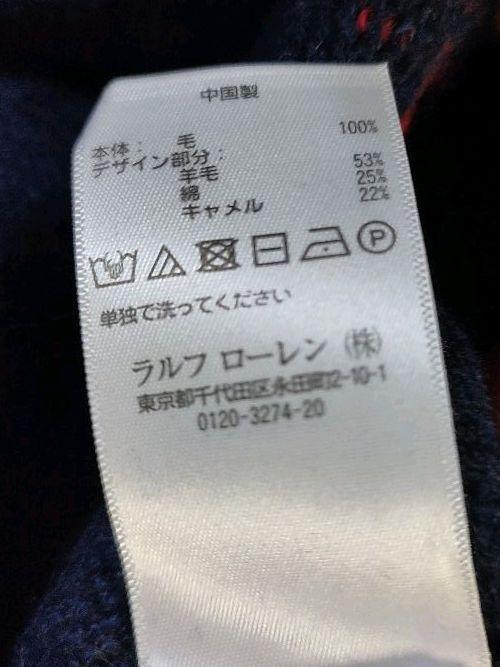 中国製
本体： 毛 100%
デザイン部分：
羊毛 53%
綿 25%
キャメル 22%
P
単独で洗ってください
ラルフ ローレン（株）
東京都千代田区永田町2-10-1
0120-3274-20